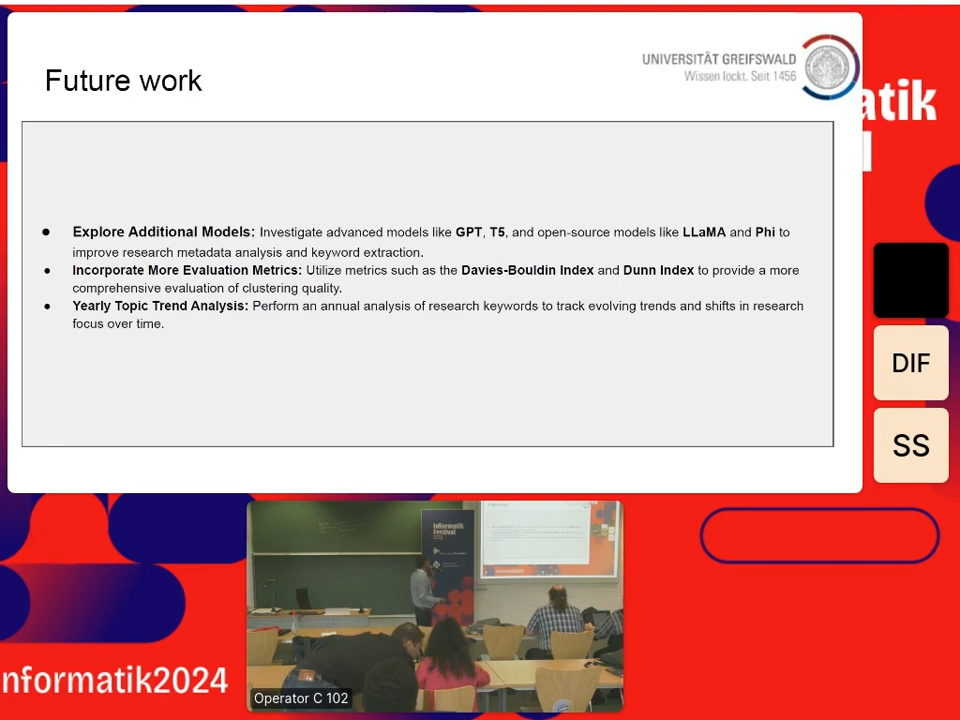 Future work
UNIVERSITÄT GREIFSWALD
Wissen lockt. Seit 1456
atik
● Explore Additional Models: Investigate advanced models like GPT, T5, and open-source models like LLaMA and Phi to
improve research metadata analysis and keyword extraction.
● Incorporate More Evaluation Metrics: Utilize metrics such as the Davies-Bouldin Index and Dunn Index to provide a more
comprehensive evaluation of clustering quality.
● Yearly Topic Trend Analysis: Perform an annual analysis of research keywords to track evolving trends and shifts in research
focus over time.
DIF
SS
Informatik
Festival
2024
Operator C 102
nformatik2024